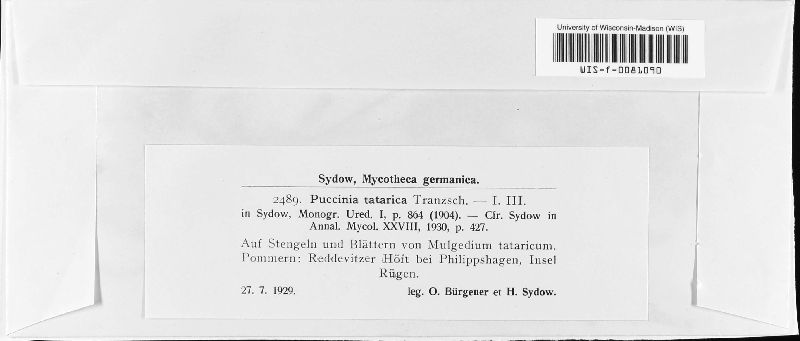 University of Wisconsin-Madison (WIS)
WIS-f-0081090
Sydow, Mycotheca germanica.
2489. Puccinia tatarica Tranzsch. — I. III.
in Sydow, Monogr. Ured. I, p. 864 (1904). — Cfr. Sydow in
Annal. Mycol. XXVIII, 1930, p. 427.
Auf Stengeln und Blättern von Mulgedium tataricum.
Pommern: Reddevitzer Höft bei Philippshagen, Insel
Rügen.
27. 7. 1929. leg. O. Bürgener et H. Sydow.